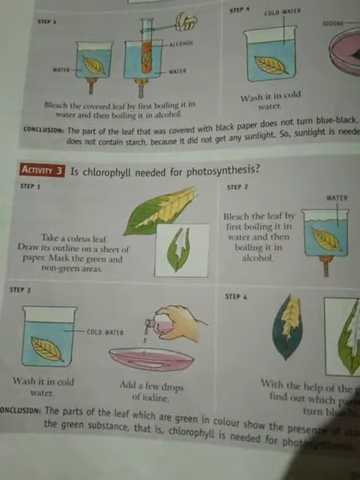 STEP 3
STEP 4
COLD WATER
IODINE
ALCOHOL
WATER
WATER
Bleach the covered leaf by first boiling it in
water and then boiling it in alcohol.
Wash it in cold
water.
CONCLUSION: The part of the leaf that was covered with black paper does not turn blue-black.
does not contain starch, because it did not get any sunlight. So, sunlight is neede
ACTIVITY 3 Is chlorophyll needed for photosynthesis?
STEP 1
Take a coleus leaf.
Draw its outline on a sheet of
paper. Mark the green and
non-green areas.
STEP 2
WATER
Bleach the leaf by
first boiling it in
water and then
boiling it in
alcohol.
STEP 3
COLD WATER
Wash it in cold
water.
Add a few drops
of iodine.
STEP 4
With the help of the
find out which
turn
ONCLUSION: The parts of the leaf which are green in colour show the presence of
the green substance, that is, chlorophyll is needed for photosynthesis.